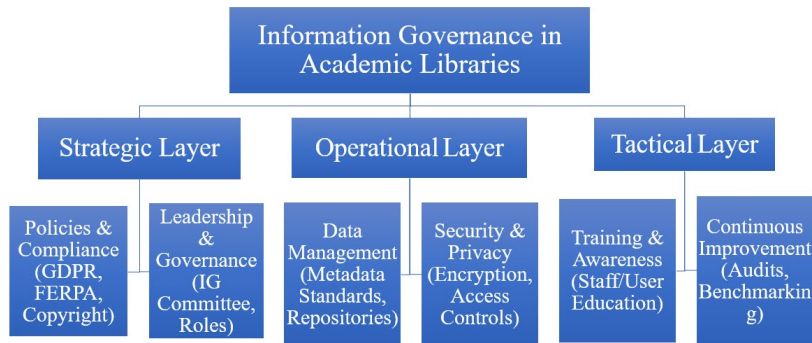 Information Governance in
Academic Libraries
Strategic Layer
Operational Layer
Tactical Layer
Policies &
Compliance
(GDPR,
FERPA,
Copyright)
Leadership
&
Governance
(IG
Committee,
Roles)
Data
Management
(Metadata
Standards,
Repositories)
Security &
Privacy
(Encryption,
Access
Controls)
Training &
Awareness
(Staff/User
Education)
Continuous
Improvement
(Audits,
Benchmarkin
g)